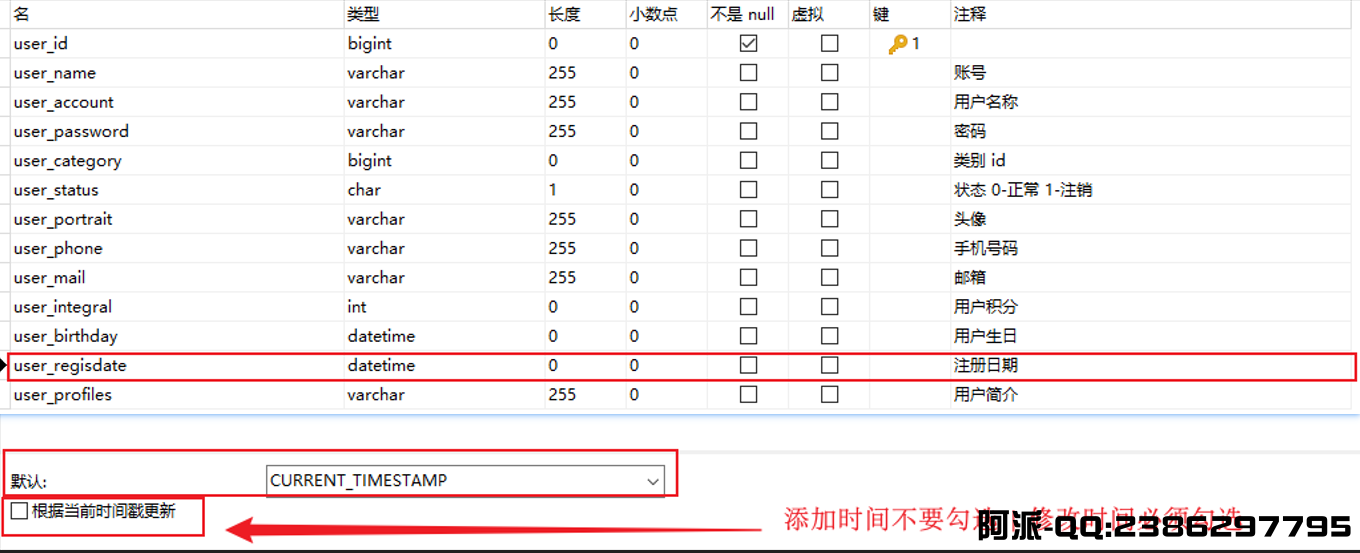 名 类型 长度 小数点 不是 null 虚拟 键 注释
user_id bigint 0 0 1
user_name varchar 255 0 账号
user_account varchar 255 0 用户名称
user_password varchar 255 0 密码
user_category bigint 0 0 类别 id
user_status char 1 0 状态 0-正常 1-注销
user_portrait varchar 255 0 头像
user_phone varchar 255 0 手机号码
user_mail varchar 255 0 邮箱
user_integral int 0 0 用户积分
user_birthday datetime 0 0 用户生日
user_regisdate datetime 0 0 注册日期
user_profiles varchar 255 0 用户简介
默认: CURRENT_TIMESTAMP
根据当前时间戳更新
添加时间不要勾选 修改时间必须勾选
阿派-QQ:2386297795